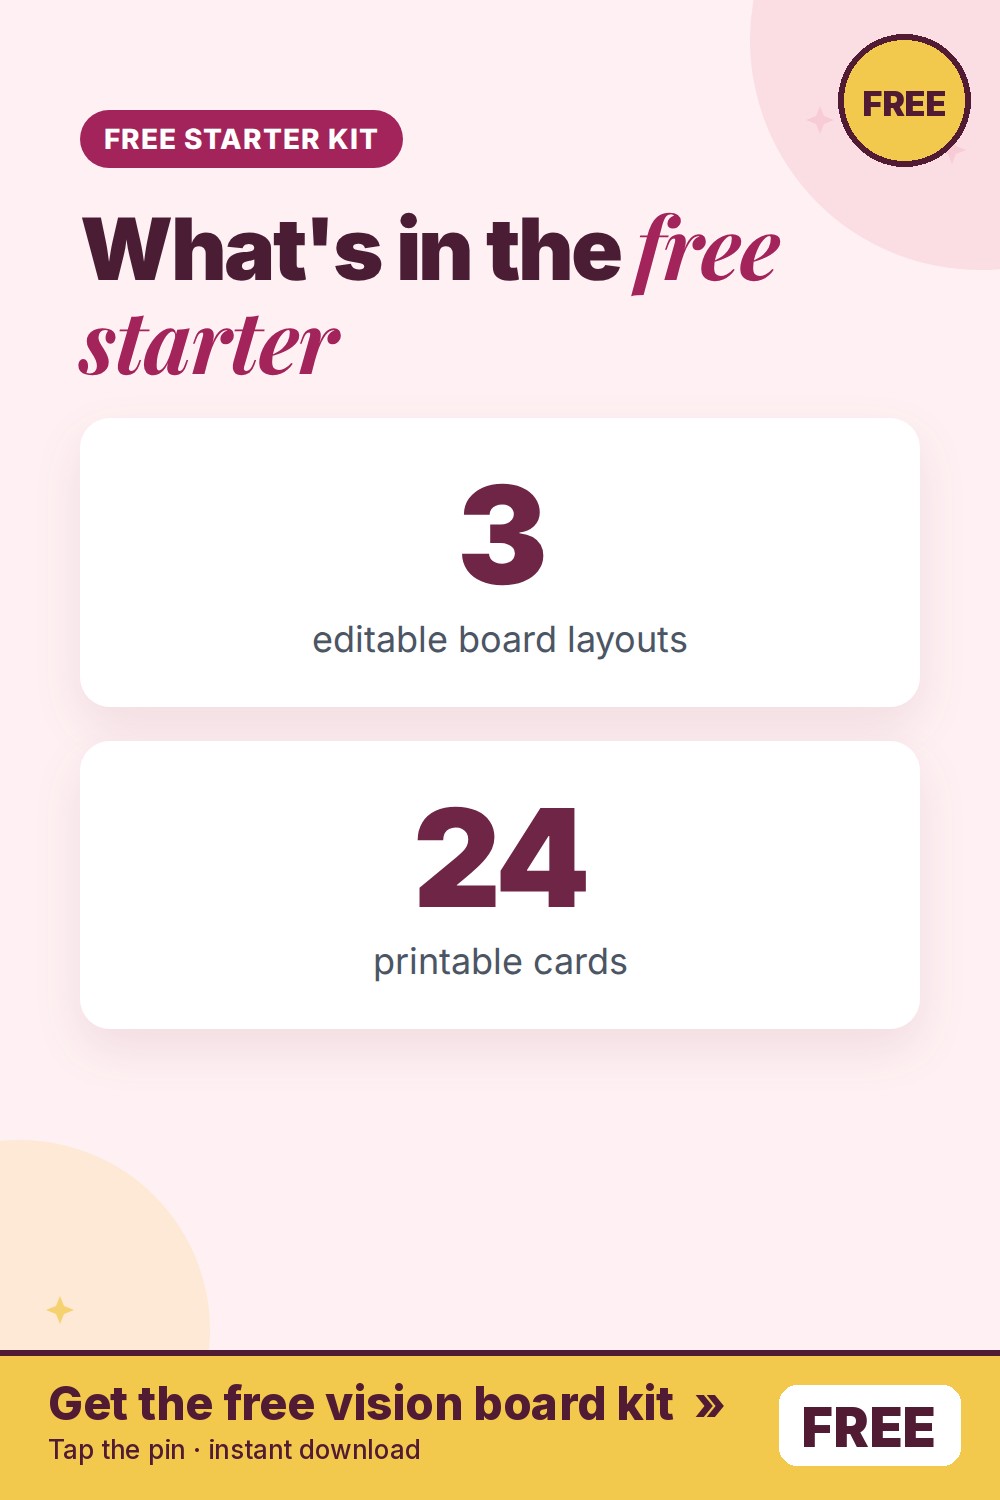 FREE
FREE STARTER KIT
What's in the free
starter
3
editable board layouts
24
printable cards
Get the free vision board kit »
Tap the pin · instant download
FREE